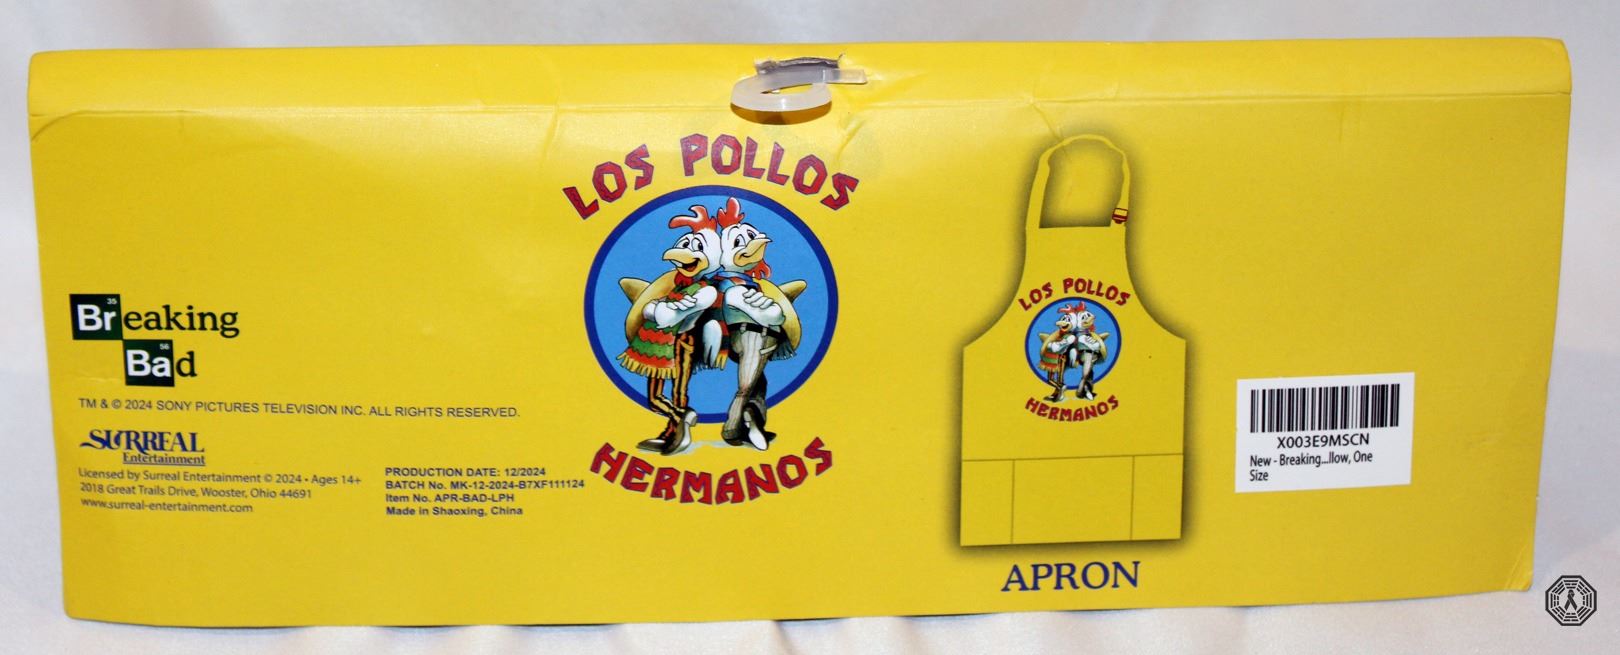 LOS POLLOS
HERMANOS
35
Breaking
56
Bad
TM & © 2024 SONY PICTURES TELEVISION INC. ALL RIGHTS RESERVED.
SURREAL
Entertainment
Licensed by Surreal Entertainment © 2024 • Ages 14+
2018 Great Trails Drive, Wooster, Ohio 44691
www.surreal-entertainment.com
PRODUCTION DATE: 12/2024
BATCH No. MK-12-2024-B7XF111124
Item No. APR-BAD-LPH
Made in Shaoxing, China
LOS POLLOS
HERMANOS
APRON
X003E9MSCN
New - Breaking...llow, One
Size